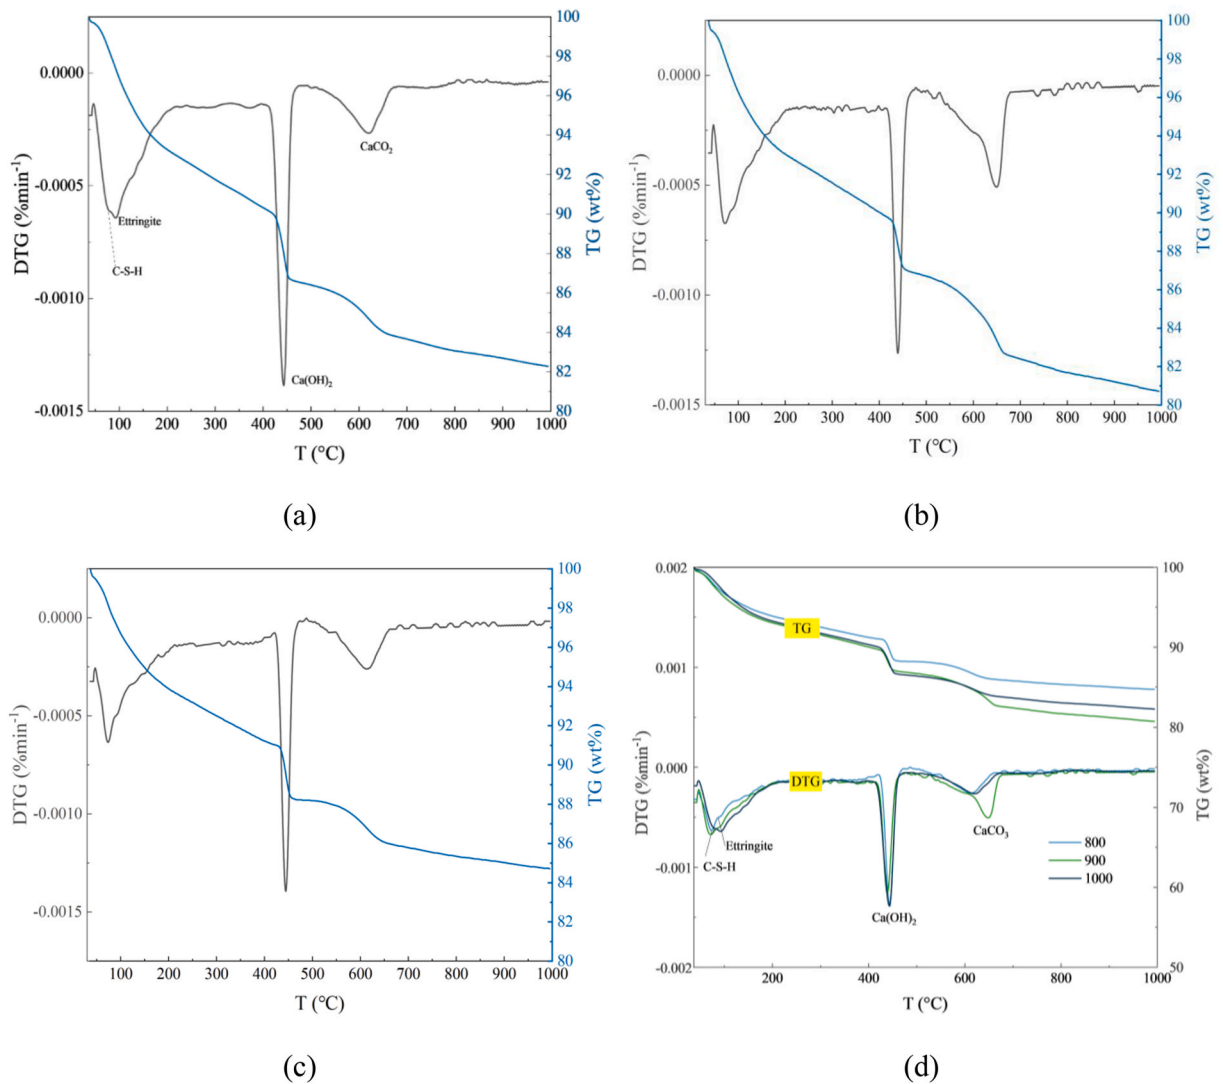 0.0000
-0.0005
-0.0010
-0.0015
DTG (%min⁻¹)
100
98
96
94
92
90
88
86
84
82
80
TG (wt%)
CaCO₂
Ettringite
C-S-H
Ca(OH)₂
100 200 300 400 500 600 700 800 900 1000
T (°C)
(a)
0.0000
-0.0005
-0.0010
-0.0015
DTG (%min⁻¹)
100
98
96
94
92
90
88
86
84
82
80
TG (wt%)
100 200 300 400 500 600 700 800 900 1000
T (°C)
(b)
0.0000
-0.0005
-0.0010
-0.0015
DTG (%min⁻¹)
100
98
97
95
93
91
90
88
86
84
82
80
TG (wt%)
100 200 300 400 500 600 700 800 900 1000
T (°C)
(c)
0.002
0.001
0.000
-0.001
-0.002
DTG (%min⁻¹)
100
90
80
70
60
50
TG (wt%)
TG
DTG
CaCO₃
Ettringite
C-S-H
Ca(OH)₂
800
900
1000
200 400 600 800 1000
T (°C)
(d)